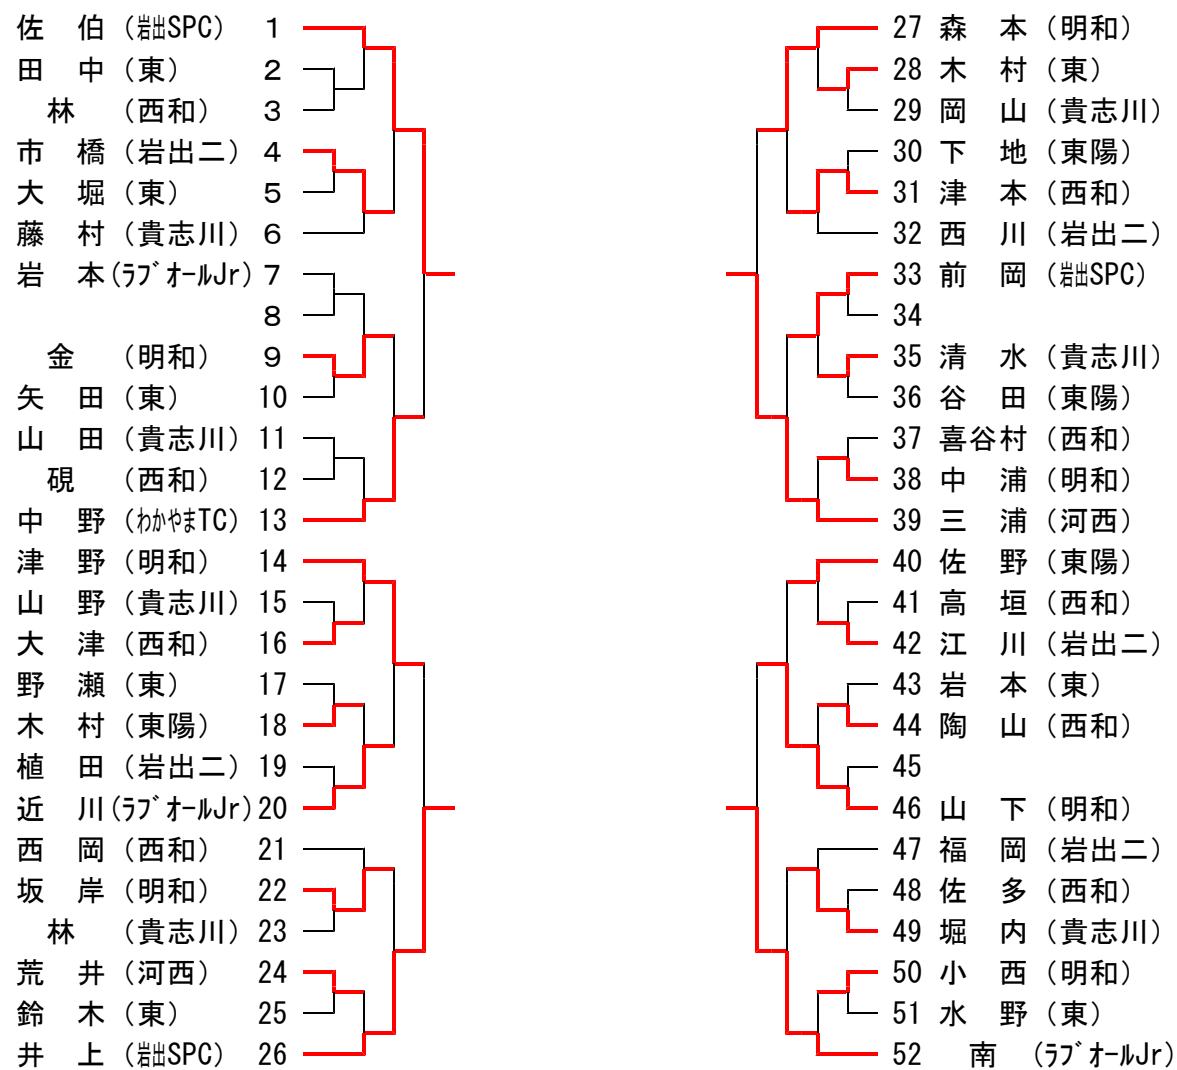 佐 伯 (岩出SPC) 1
田 中 (東) 2
林 (西和) 3
市 橋 (岩出二) 4
大 堀 (東) 5
藤 村 (貴志川) 6
岩 本 (ﾗﾌﾞｵｰﾙJr) 7
8
金 (明和) 9
矢 田 (東) 10
山 田 (貴志川) 11
硯 (西和) 12
中 野 (わかやまTC) 13
津 野 (明和) 14
山 野 (貴志川) 15
大 津 (西和) 16
野 瀬 (東) 17
木 村 (東陽) 18
植 田 (岩出二) 19
近 川 (ﾗﾌﾞｵｰﾙJr) 20
西 岡 (西和) 21
坂 岸 (明和) 22
林 (貴志川) 23
荒 井 (河西) 24
鈴 木 (東) 25
井 上 (岩出SPC) 26
27 森 本 (明和)
28 木 村 (東)
29 岡 山 (貴志川)
30 下 地 (東陽)
31 津 本 (西和)
32 西 川 (岩出二)
33 前 岡 (岩出SPC)
34
35 清 水 (貴志川)
36 谷 田 (東陽)
37 喜谷村 (西和)
38 中 浦 (明和)
39 三 浦 (河西)
40 佐 野 (東陽)
41 高 垣 (西和)
42 江 川 (岩出二)
43 岩 本 (東)
44 陶 山 (西和)
45
46 山 下 (明和)
47 福 岡 (岩出二)
48 佐 多 (西和)
49 堀 内 (貴志川)
50 小 西 (明和)
51 水 野 (東)
52 南 (ﾗﾌﾞｵｰﾙJr)